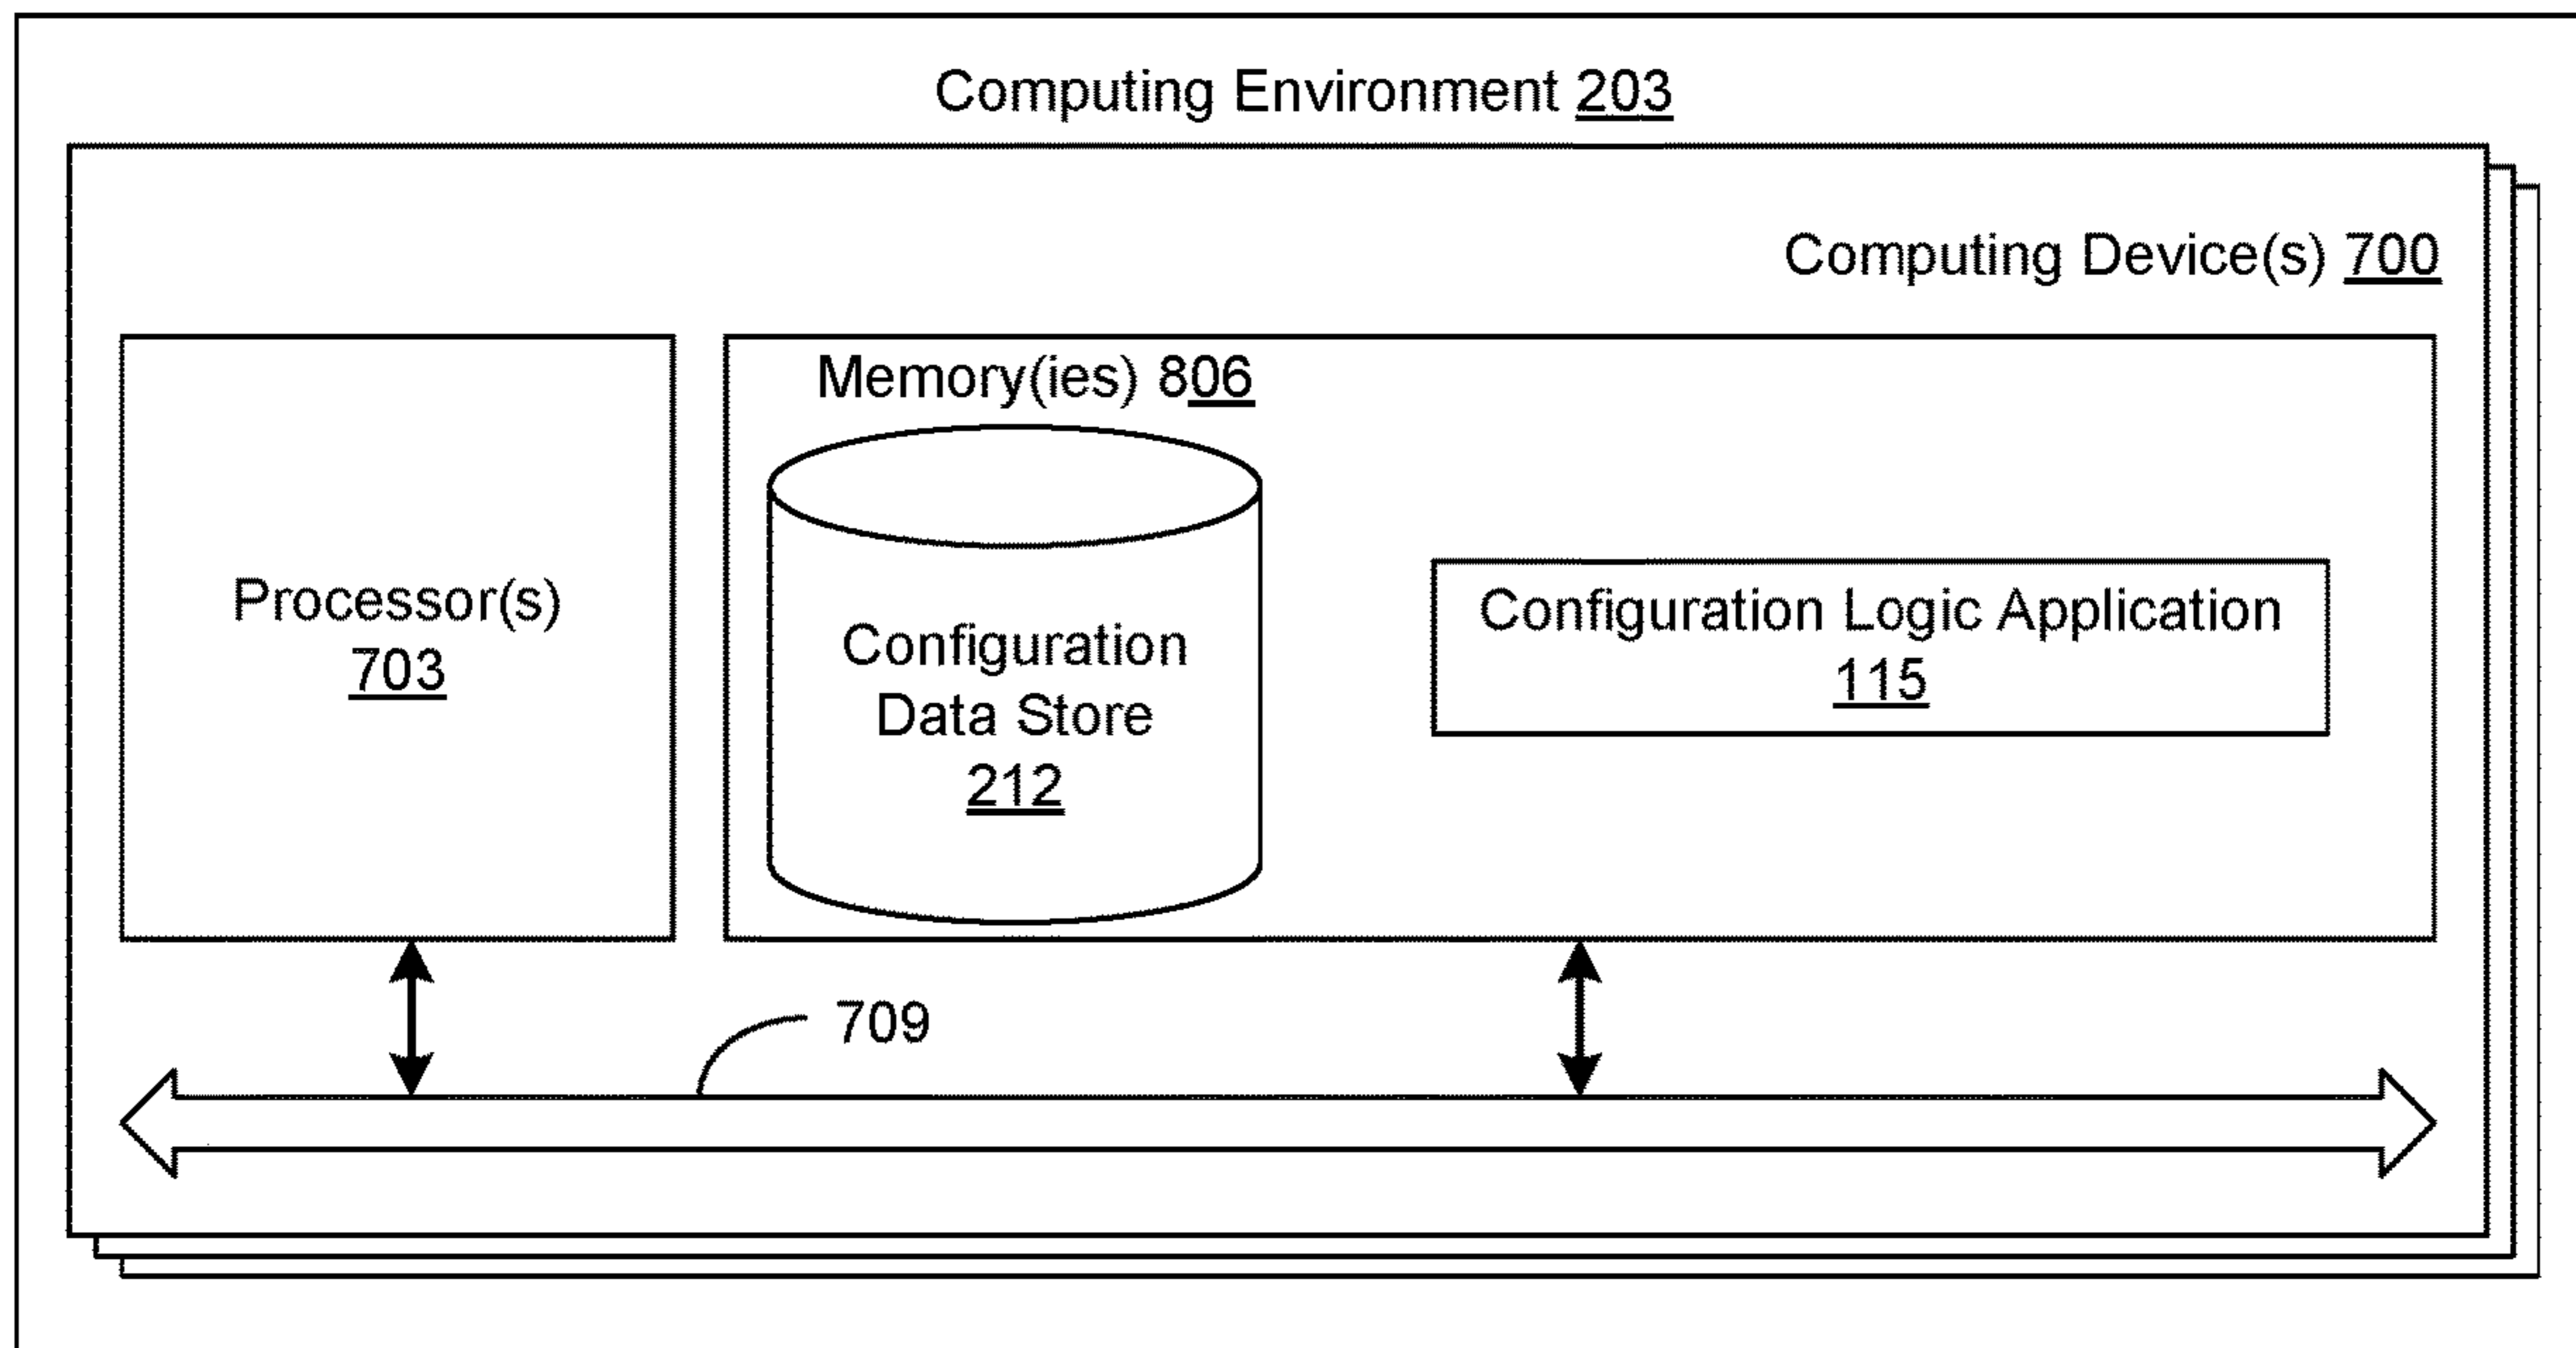 Computing Environment 203
Computing Device(s) 700
Memory(ies) 806
Processor(s)
703
Configuration
Data Store
212
Configuration Logic Application
115
709